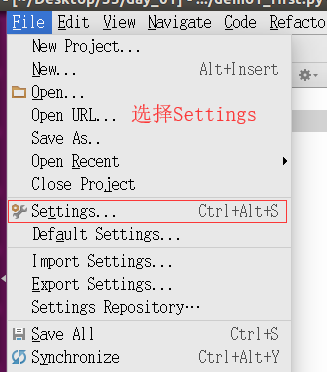 [~/Desktop/55/day_01] - .../demo1_first.py
File Edit View Navigate Code Refacto
New Project...
New... Alt+Insert
Open...
Open URL... 选择Settings
Save As..
Open Recent
Close Project
Settings... Ctrl+Alt+S
Default Settings...
Import Settings...
Export Settings...
Settings Repository…
Save All Ctrl+S
Synchronize Ctrl+Alt+Y